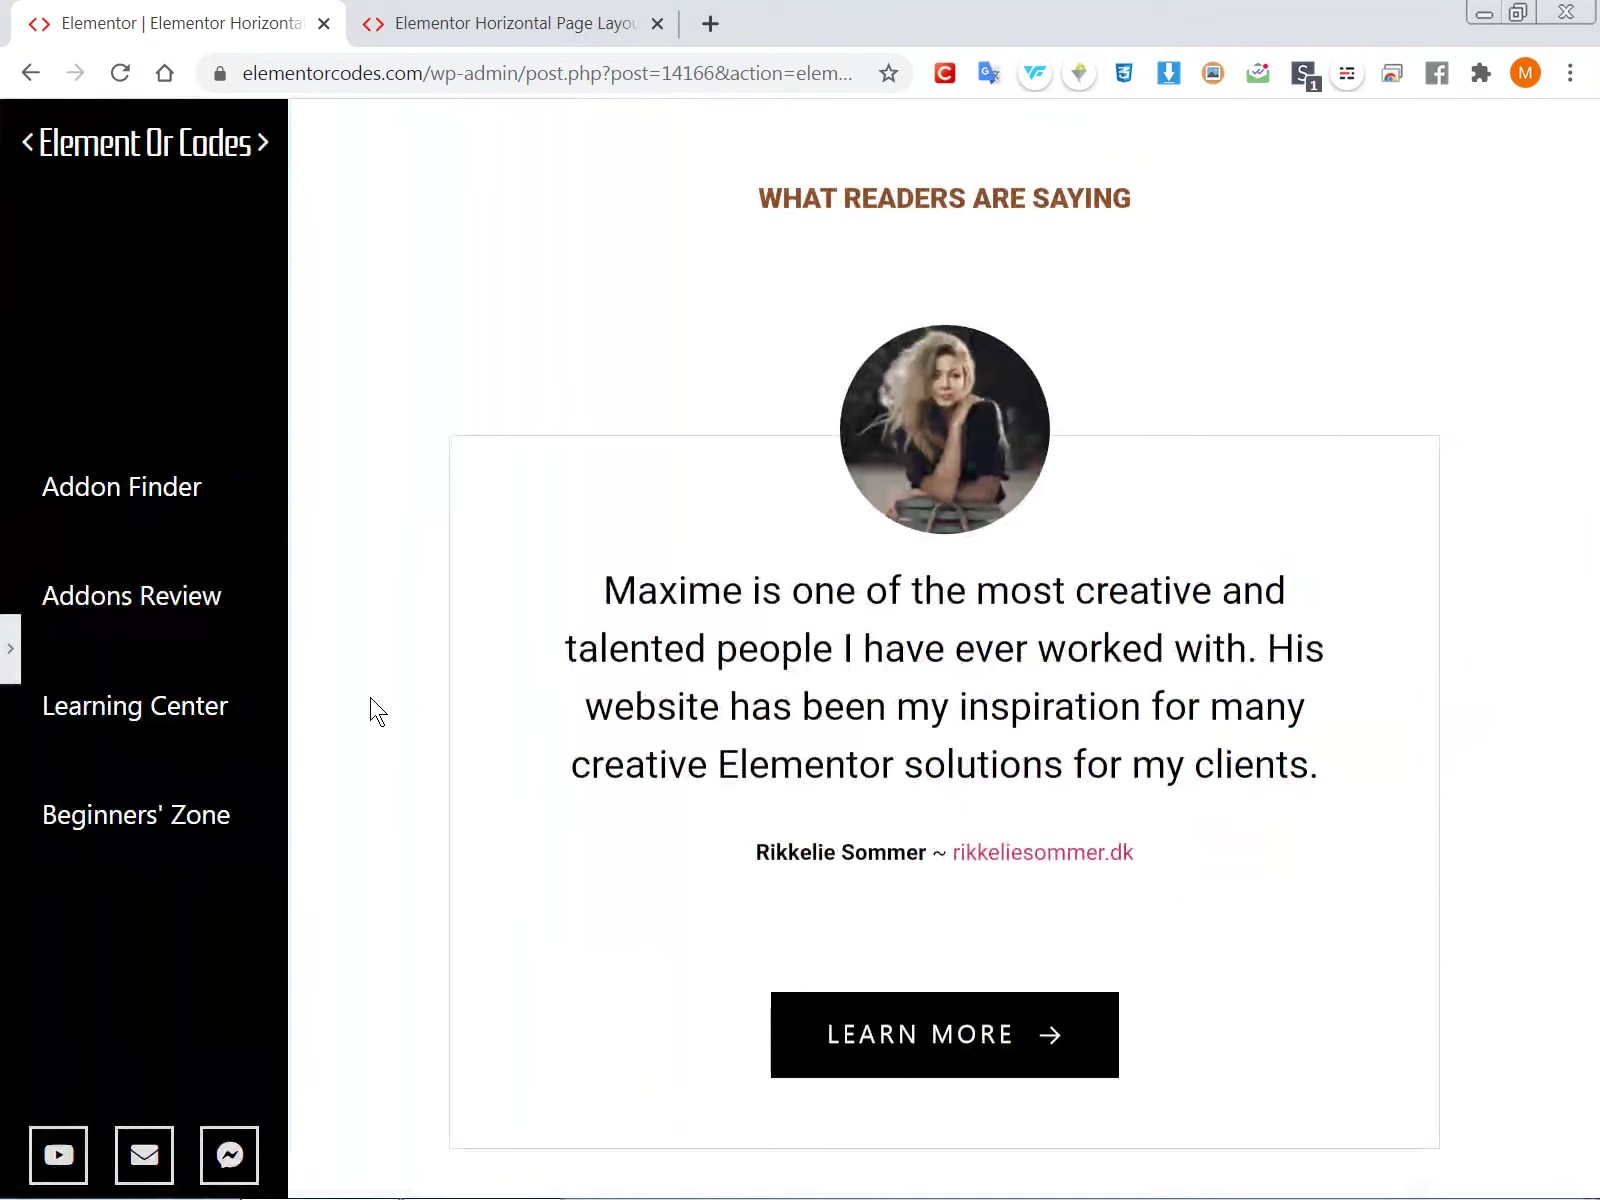 Elementor | Elementor Horizonta
Elementor Horizontal Page Layou
elementorcodes.com/wp-admin/post.php?post=14166&action=elem...
M
1
<Element Or Codes>
Addon Finder
Addons Review
Learning Center
Beginners' Zone
WHAT READERS ARE SAYING
Maxime is one of the most creative and
talented people I have ever worked with. His
website has been my inspiration for many
creative Elementor solutions for my clients.
Rikkelie Sommer ~ rikkeliesommer.dk
LEARN MORE →